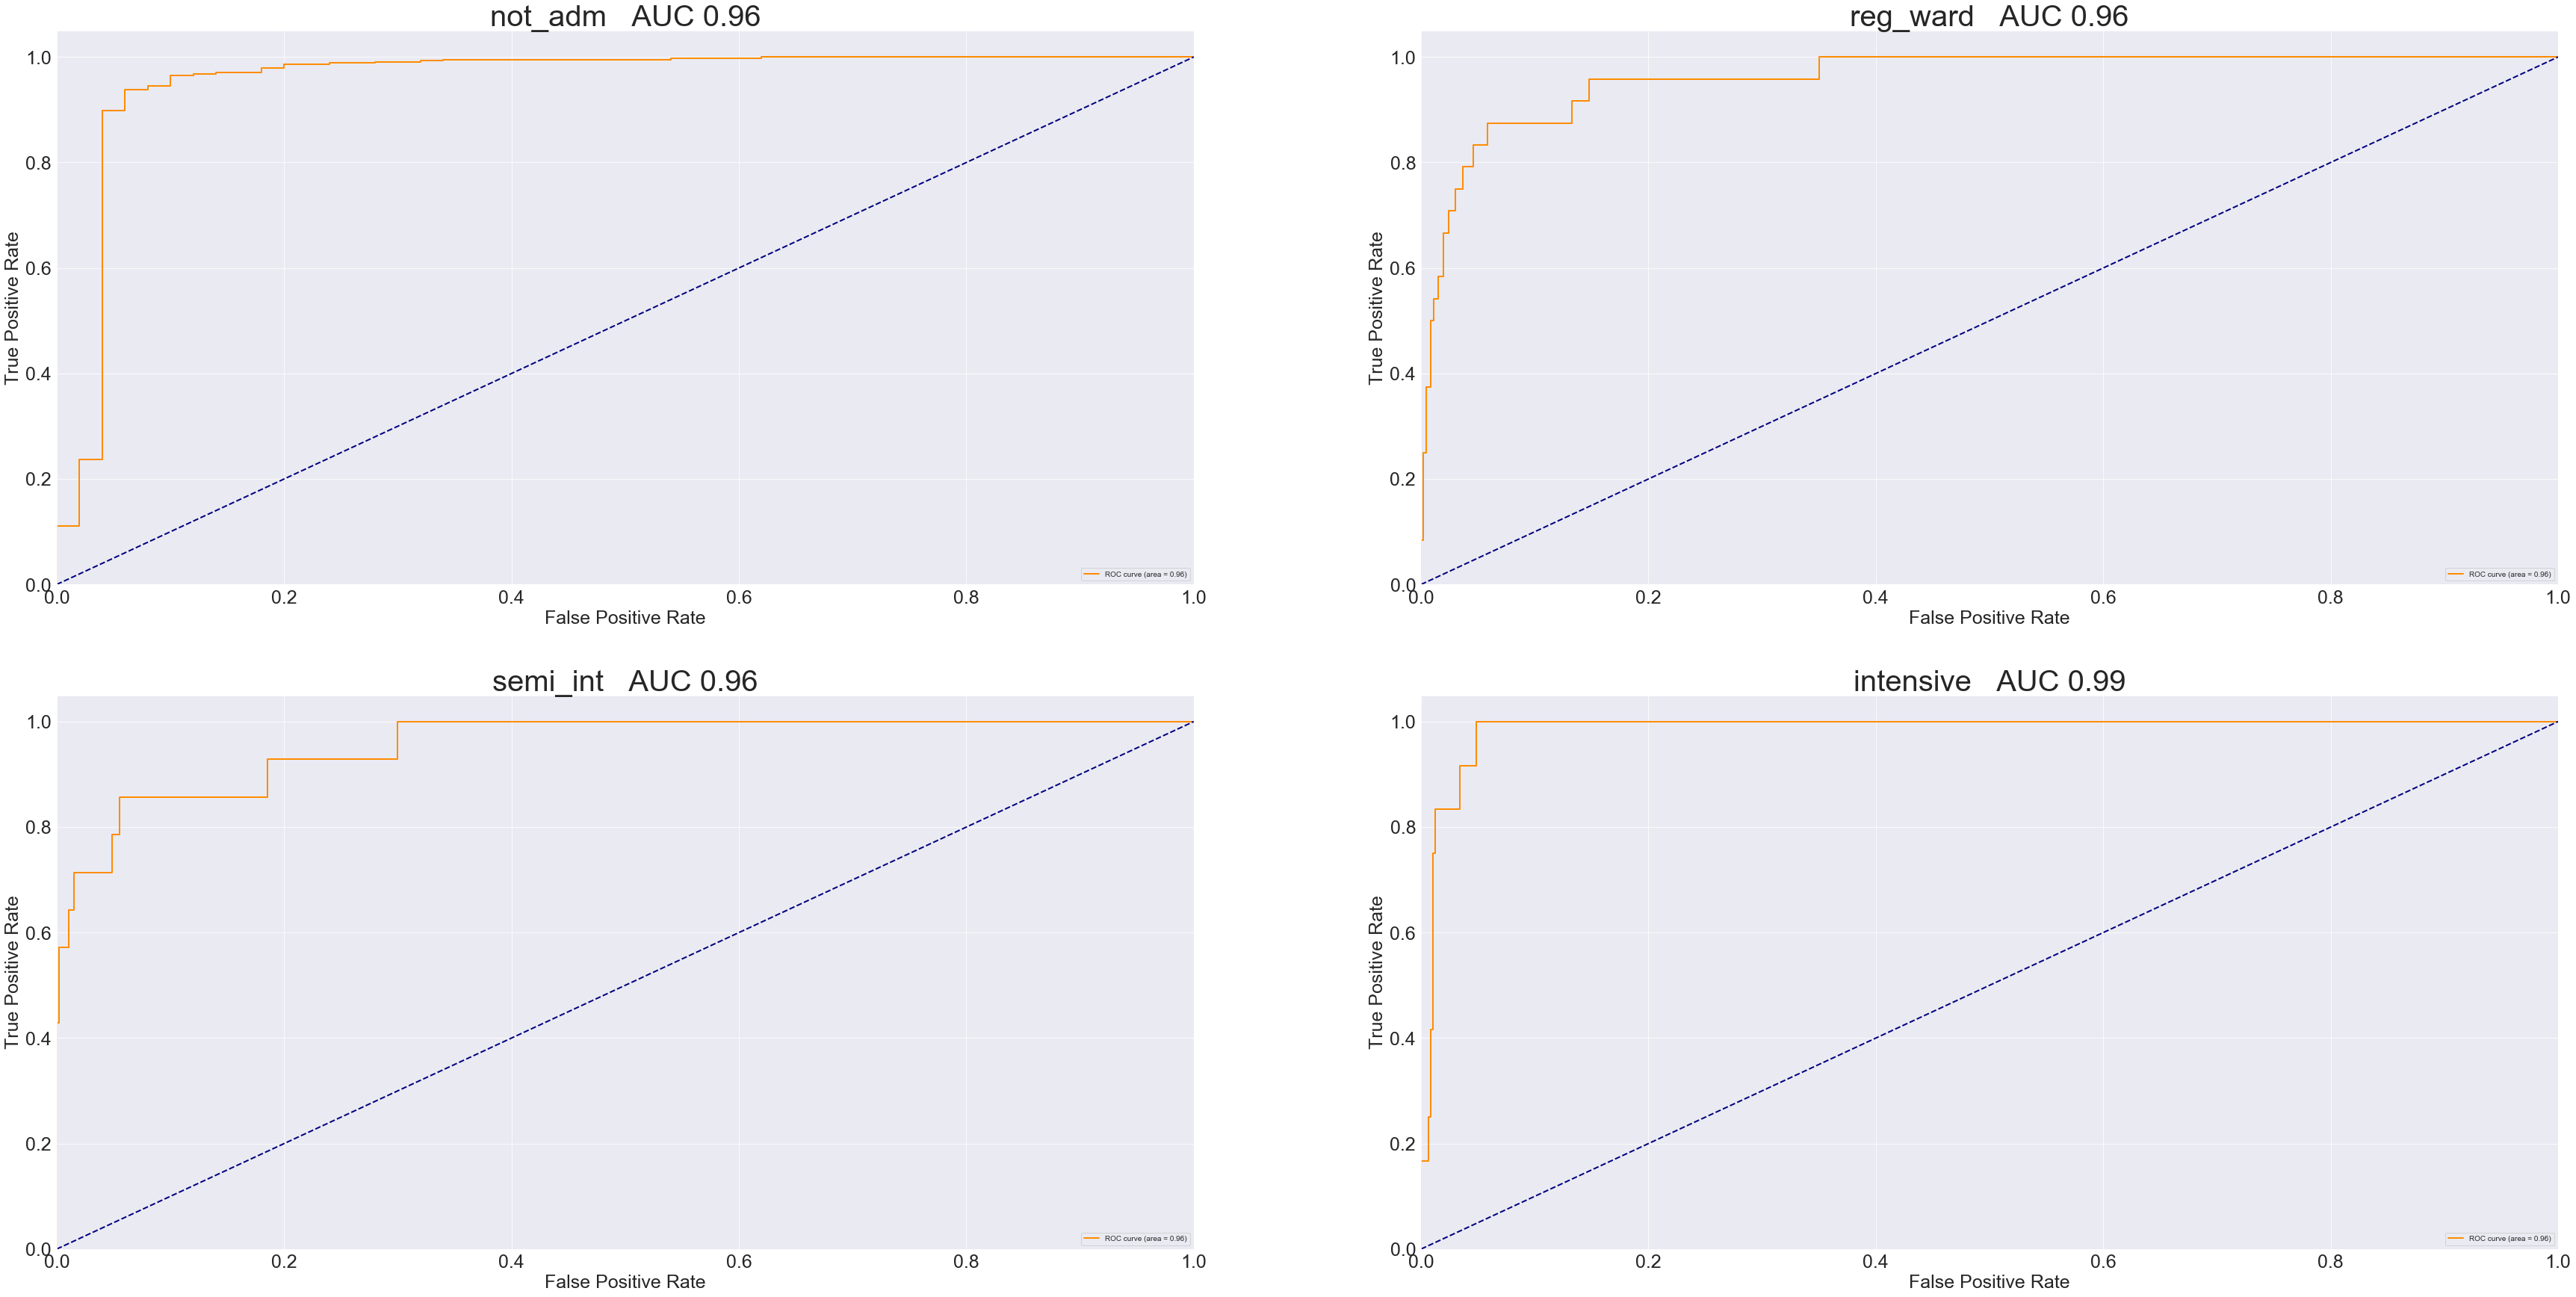 not_adm   AUC 0.96
1.0
0.8
0.6
0.4
0.2
0.0
True Positive Rate
ROC curve (area = 0.96)
0.0 0.2 0.4 0.6 0.8 1.0
False Positive Rate
reg_ward   AUC 0.96
1.0
0.8
0.6
0.4
0.2
0.0
True Positive Rate
ROC curve (area = 0.96)
0.0 0.2 0.4 0.6 0.8 1.0
False Positive Rate
semi_int   AUC 0.96
1.0
0.8
0.6
0.4
0.2
0.0
True Positive Rate
ROC curve (area = 0.96)
0.0 0.2 0.4 0.6 0.8 1.0
False Positive Rate
intensive   AUC 0.99
1.0
0.8
0.6
0.4
0.2
0.0
True Positive Rate
ROC curve (area = 0.96)
0.0 0.2 0.4 0.6 0.8 1.0
False Positive Rate